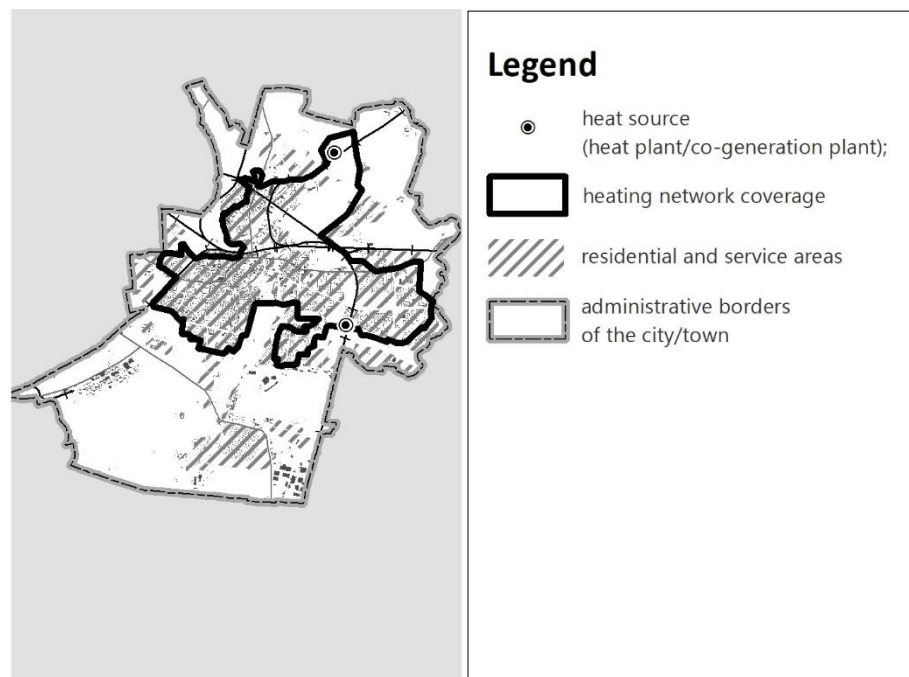 Legend
heat source
(heat plant/co-generation plant);
heating network coverage
residential and service areas
administrative borders
of the city/town